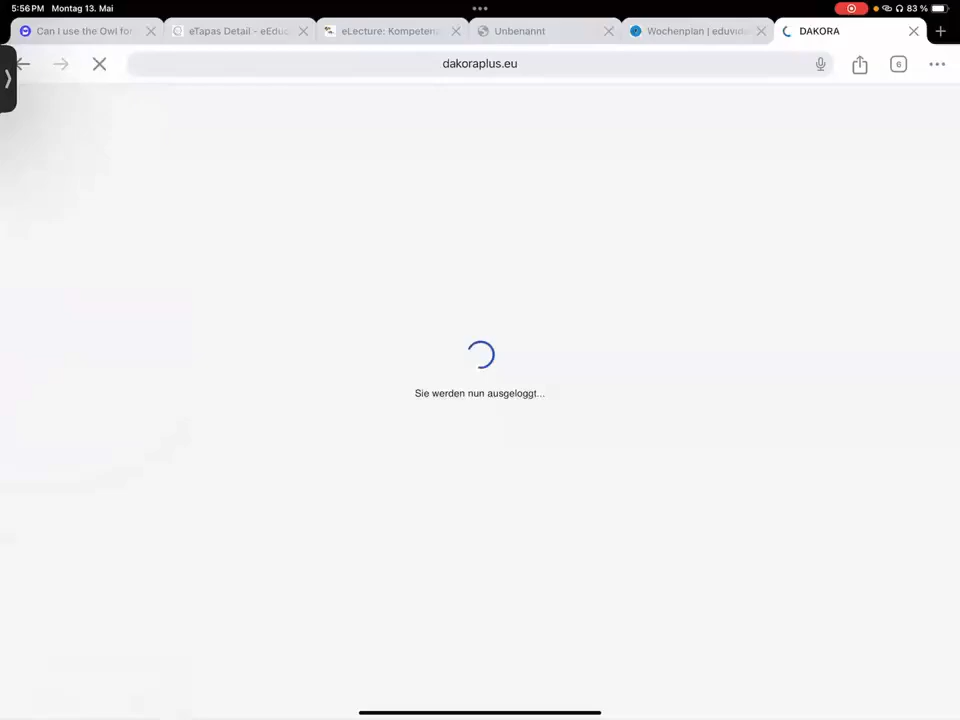 5:56 PM Montag 13. Mai 83 %
Can I use the Owl for
eTapas Detail - eEduc
eLecture: Kompetenz
Unbenannt
Wochenplan | eduvid
DAKORA
dakoraplus.eu
6
Sie werden nun ausgeloggt...